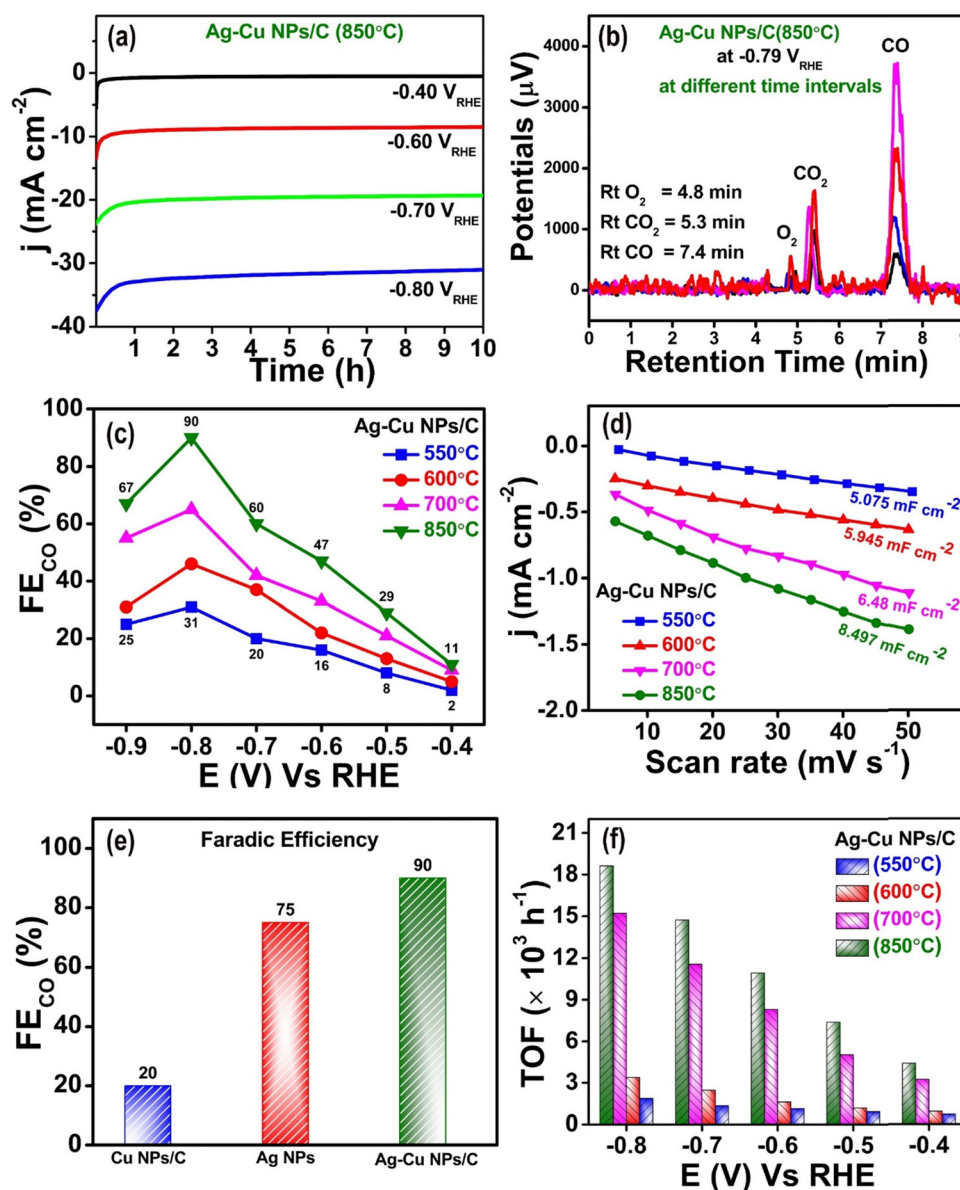 (a)
Ag-Cu NPs/C (850°C)
0
-10
-20
-30
-40
j (mA cm⁻²)
-0.40 V_RHE
-0.60 V_RHE
-0.70 V_RHE
-0.80 V_RHE
1 2 3 4 5 6 7 8 9 10
Time (h)
(b)
Ag-Cu NPs/C(850°C)
at -0.79 V_RHE
at different time intervals
CO
CO₂
O₂
Rt O₂ = 4.8 min
Rt CO₂ = 5.3 min
Rt CO = 7.4 min
4000
3000
2000
1000
0
Potentials (μV)
0 1 2 3 4 5 6 7 8 9
Retention Time (min)
(c)
Ag-Cu NPs/C
550°C
600°C
700°C
850°C
100
80
60
40
20
0
FE_CO (%)
67
90
60
47
29
11
25
31
20
16
8
2
-0.9 -0.8 -0.7 -0.6 -0.5 -0.4
E (V) Vs RHE
(d)
0.0
-0.5
-1.0
-1.5
-2.0
j (mA cm⁻²)
5.075 mF cm⁻²
5.945 mF cm⁻²
6.48 mF cm⁻²
8.497 mF cm⁻²
Ag-Cu NPs/C
550°C
600°C
700°C
850°C
10 20 30 40 50
Scan rate (mV s⁻¹)
(e)
Faradic Efficiency
100
80
60
40
20
0
FE_CO (%)
20
75
90
Cu NPs/C Ag NPs Ag-Cu NPs/C
(f)
Ag-Cu NPs/C
(550°C)
(600°C)
(700°C)
(850°C)
21
18
15
12
9
6
3
0
TOF (× 10³ h⁻¹)
-0.8 -0.7 -0.6 -0.5 -0.4
E (V) Vs RHE